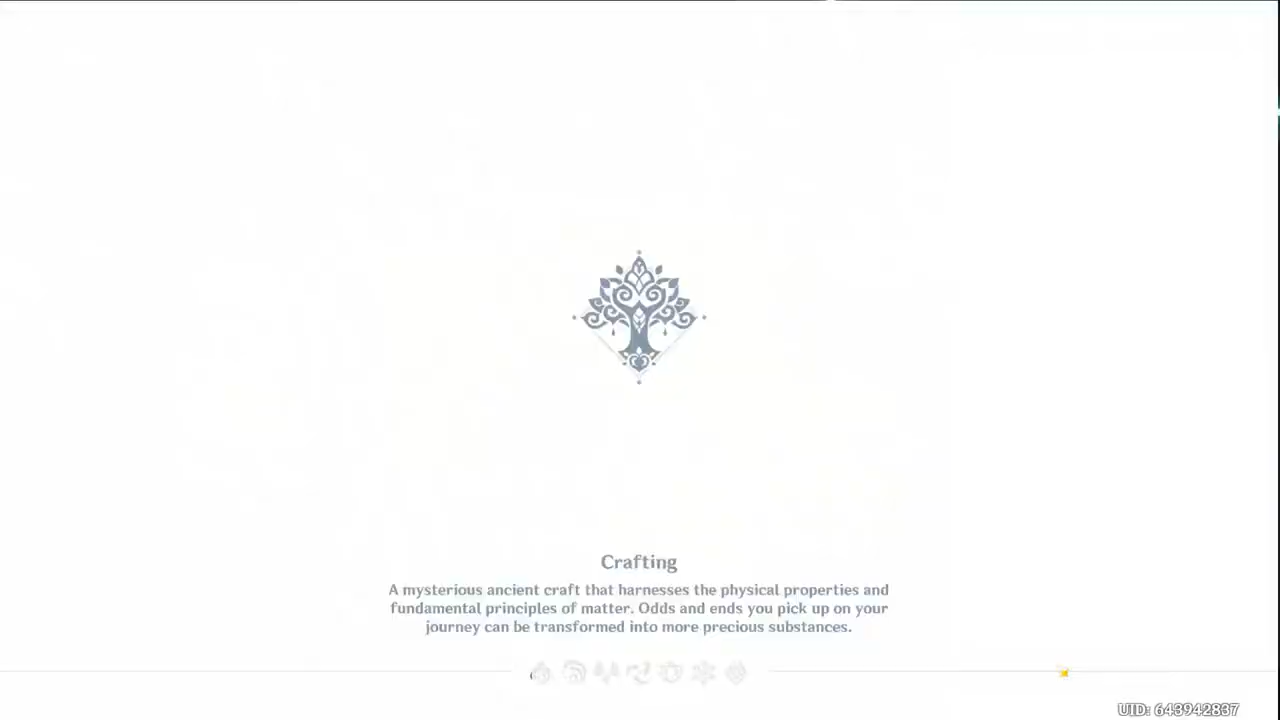 Crafting
A mysterious ancient craft that harnesses the physical properties and
fundamental principles of matter. Odds and ends you pick up on your
journey can be transformed into more precious substances.
UID: 643942837